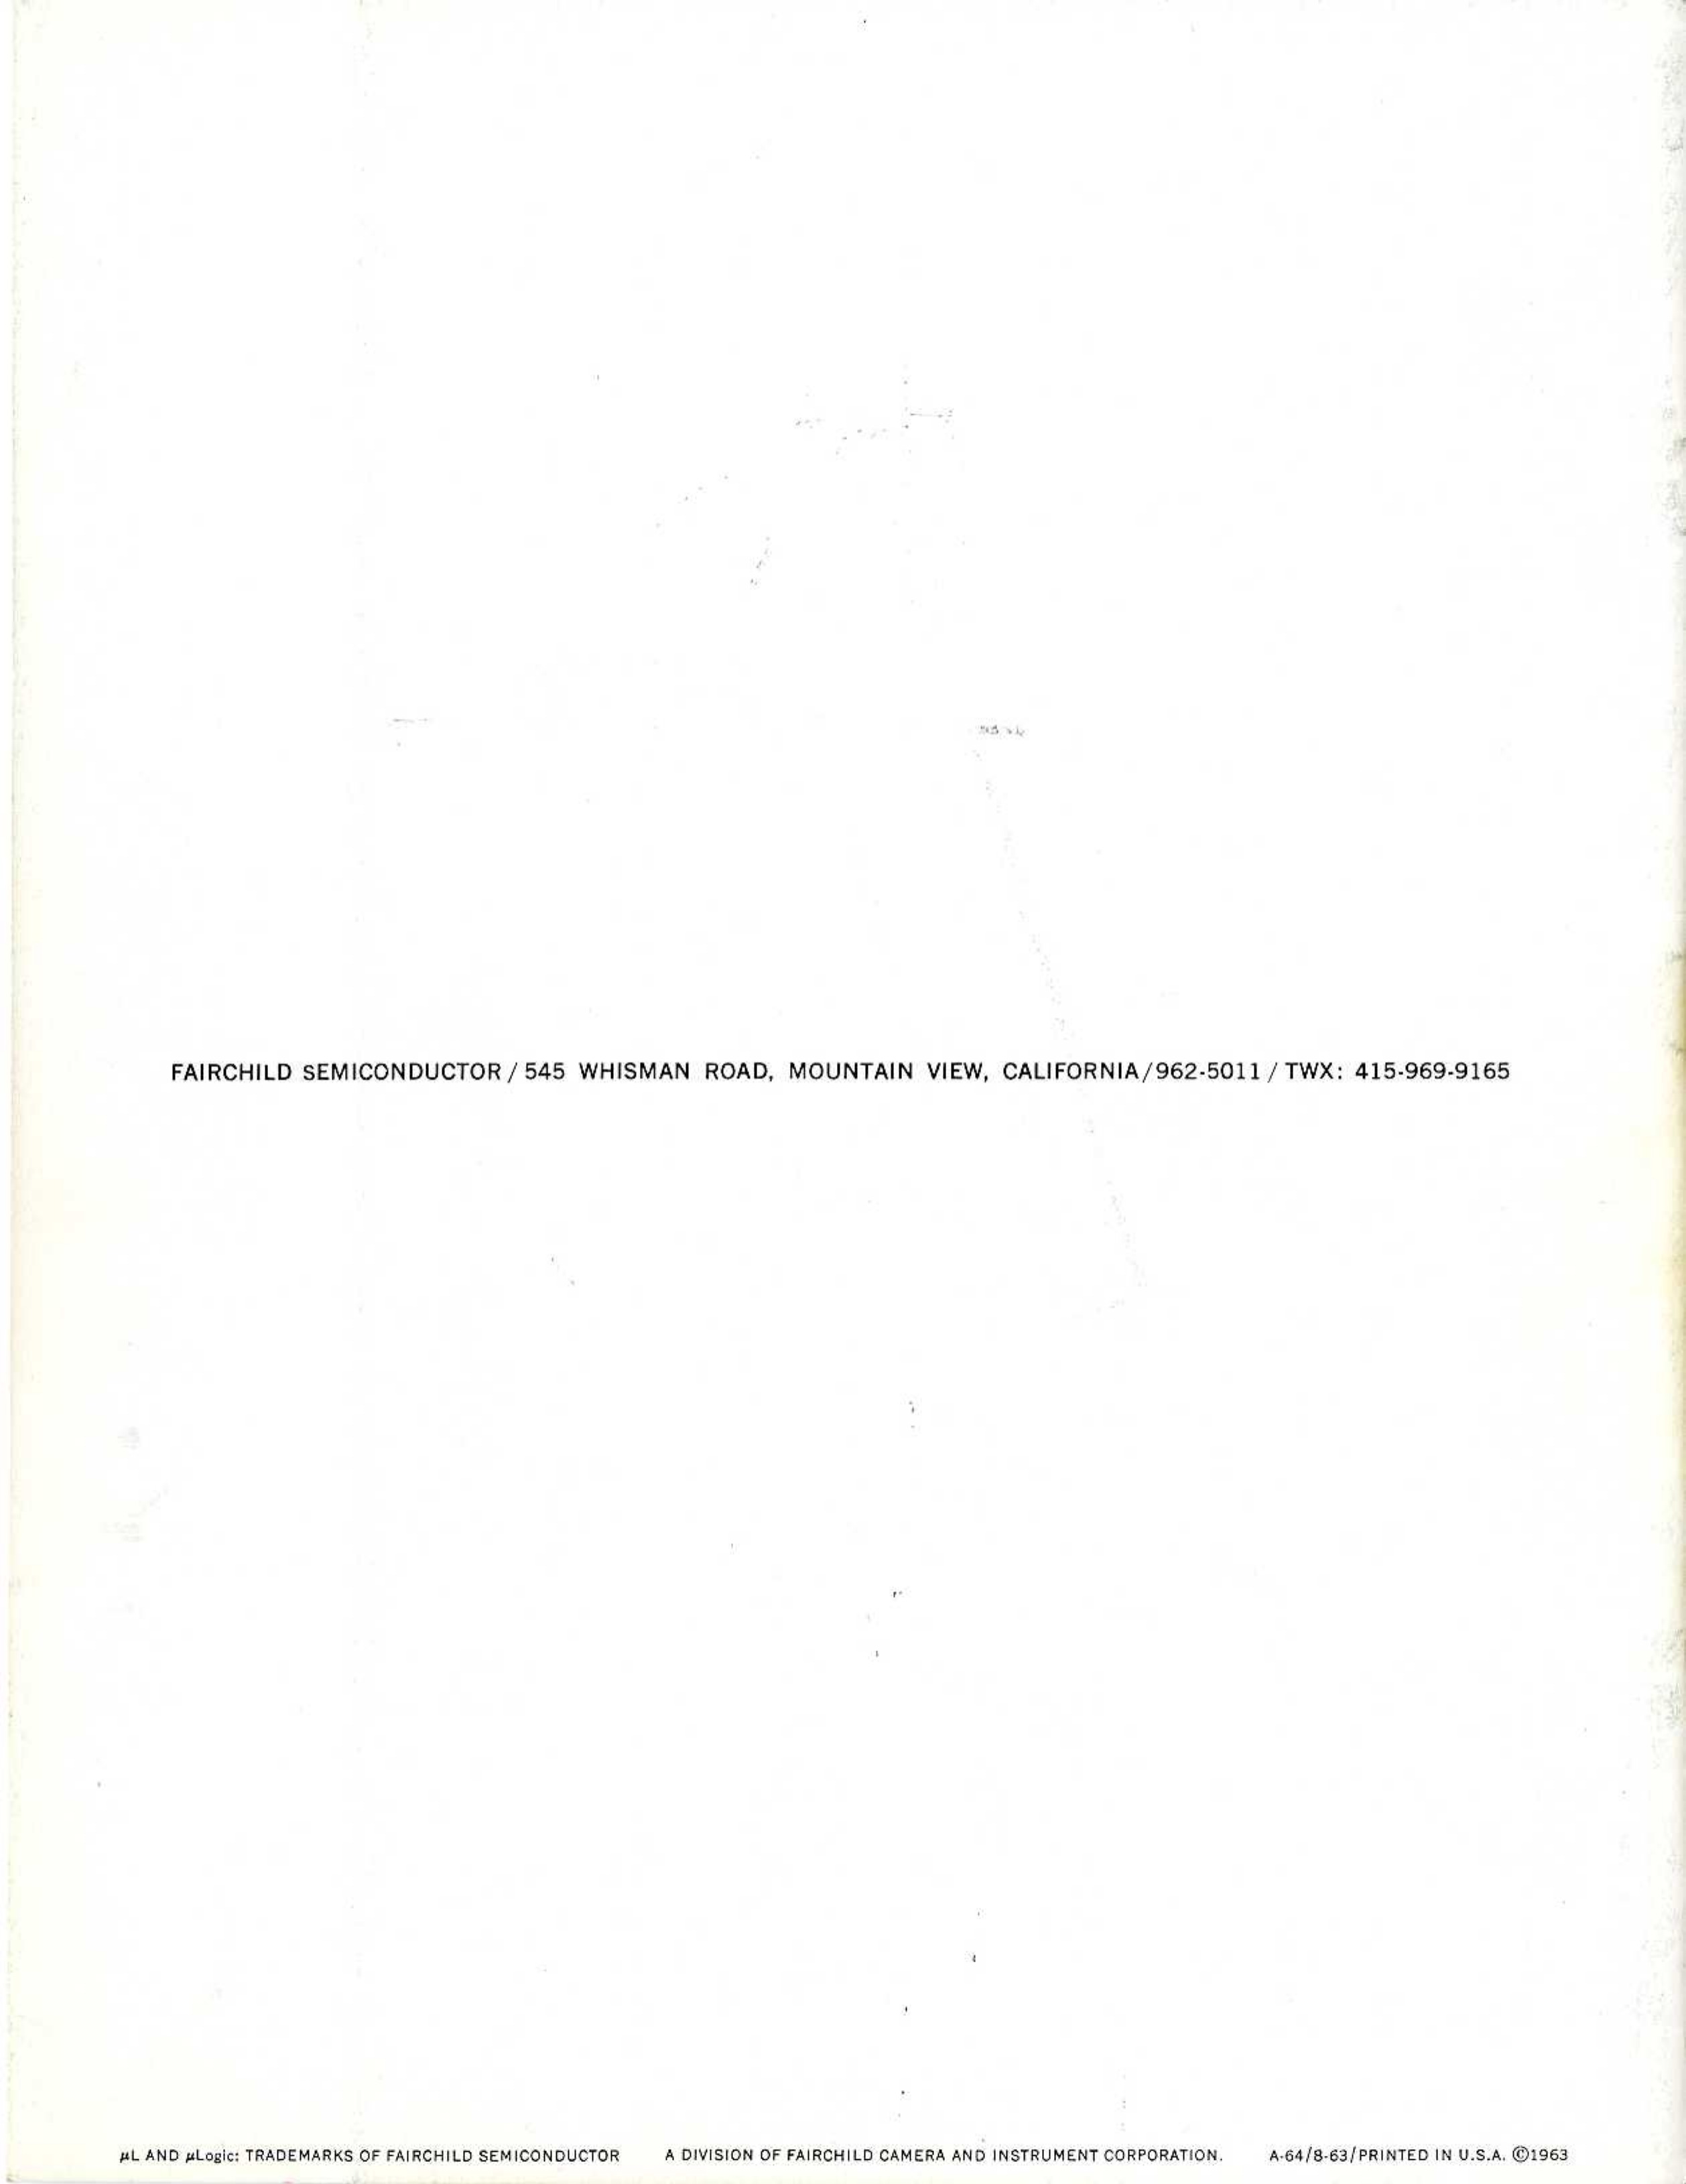 FAIRCHILD SEMICONDUCTOR / 545 WHISMAN ROAD, MOUNTAIN VIEW, CALIFORNIA/962-5011 / TWX: 415-969-9165
µL AND µLogic: TRADEMARKS OF FAIRCHILD SEMICONDUCTOR A DIVISION OF FAIRCHILD CAMERA AND INSTRUMENT CORPORATION. A-64/8-63/PRINTED IN U.S.A. ©1963